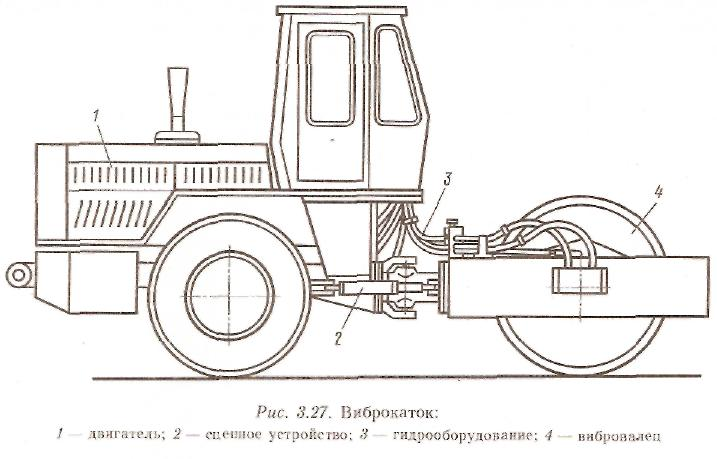 1
3
4
2
Рис. 3.27. Виброкаток:
1 — двигатель; 2 — сцепное устройство; 3 — гидрооборудование; 4 — вибровалец